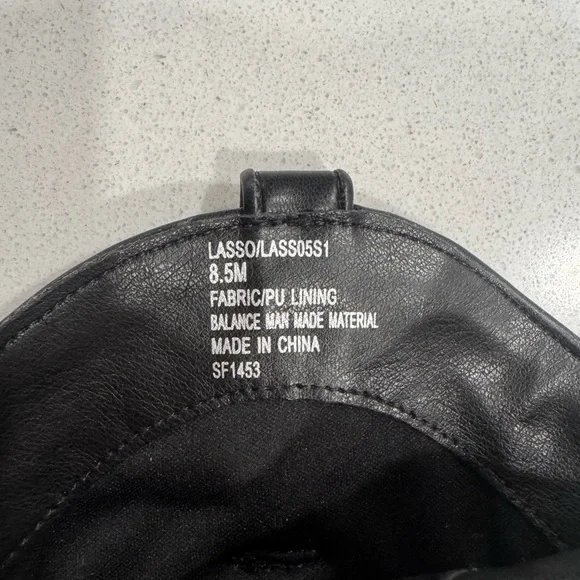 LASSO/LASS05S1
8.5M
FABRIC/PU LINING
BALANCE MAN MADE MATERIAL
MADE IN CHINA
SF1453